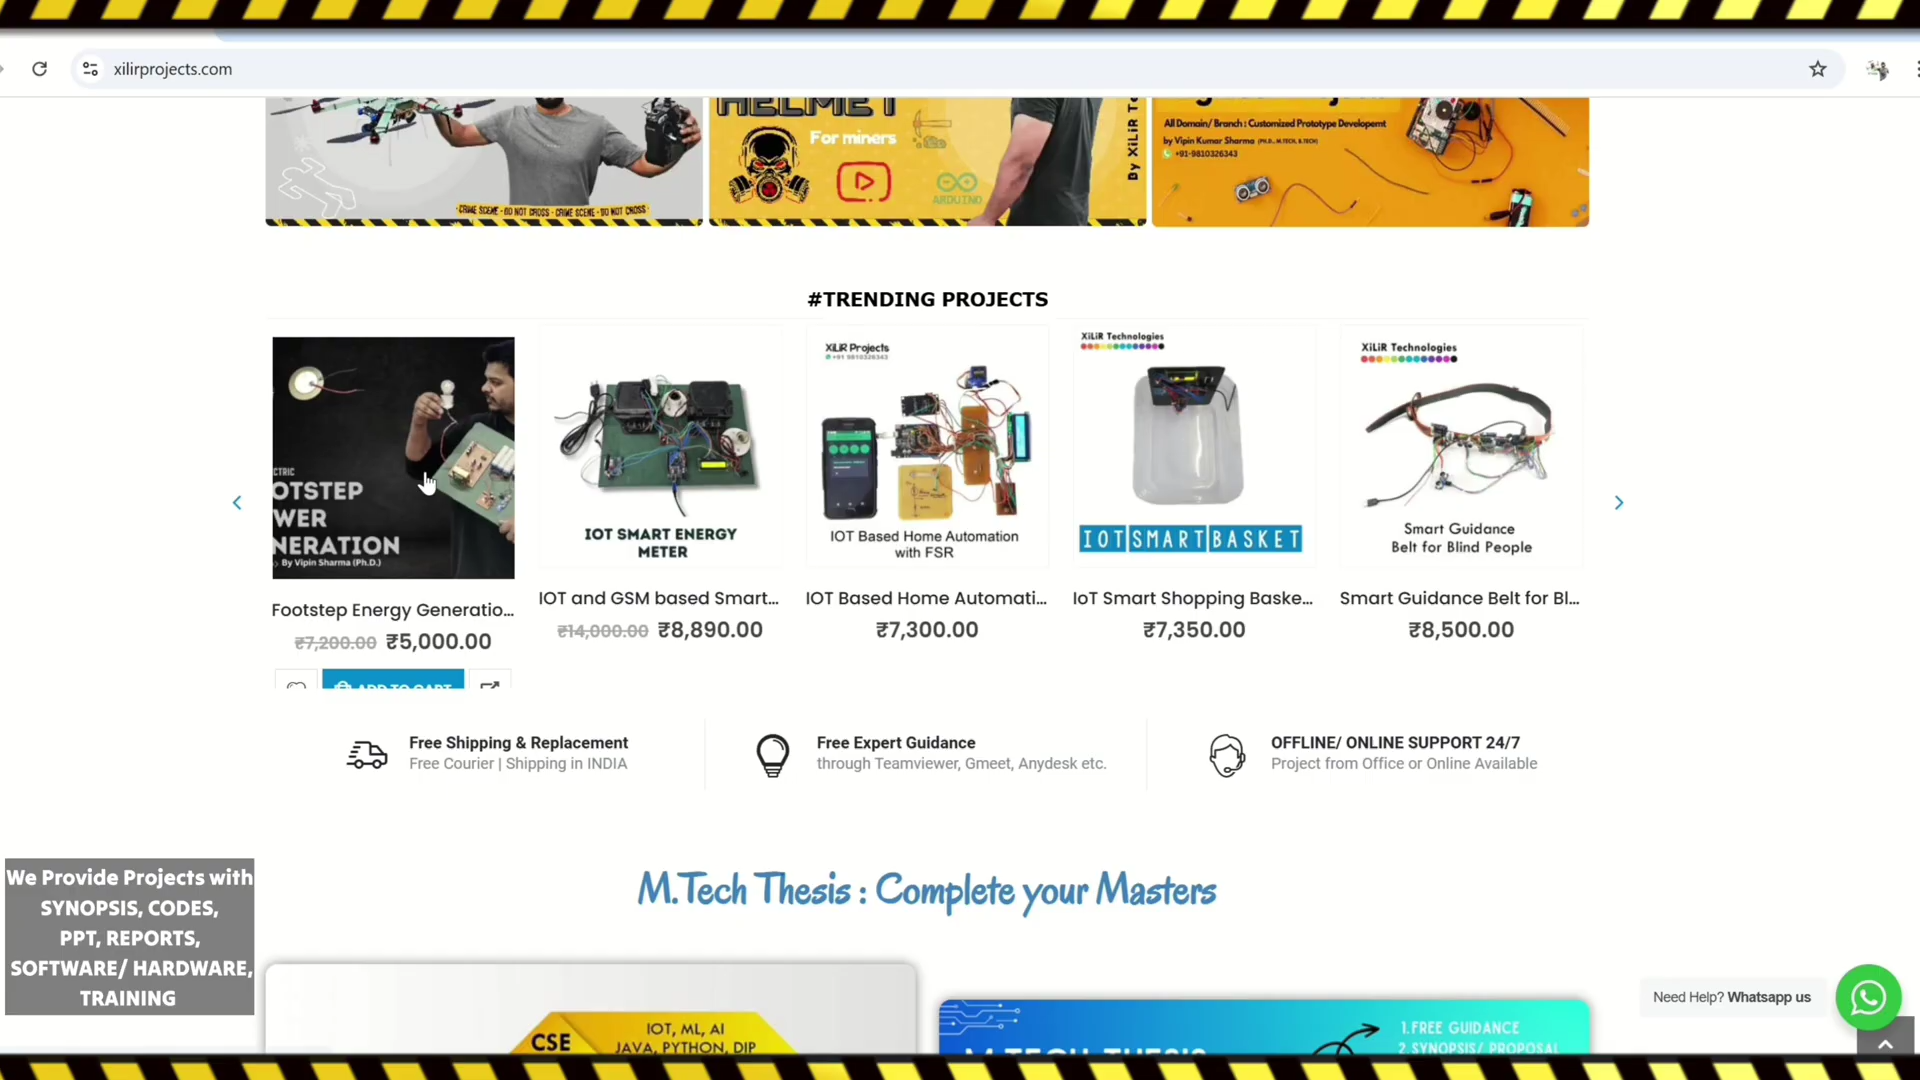 xilirprojects.com
HELMET
For miners
ARDUINO
By XiLiR Te
CRIME SCENE - DO NOT CROSS - CRIME SCENE - DO NOT CROSS
All Domain/ Branch : Customized Prototype Developemt
by Vipin Kumar Sharma (PH.D., M.TECH, B.TECH)
+91-9810326343
#TRENDING PROJECTS
CTRIC
OTSTEP
WER
NERATION
By Vipin Sharma (Ph.D.)
IOT SMART ENERGY
METER
XiLiR Projects
+91 9810326343
IOT Based Home Automation
with FSR
XiLiR Technologies
IOT SMART BASKET
XiLiR Technologies
Smart Guidance
Belt for Blind People
Footstep Energy Generatio...
₹7,200.00 ₹5,000.00
ADD TO CART
IOT and GSM based Smart...
₹14,000.00 ₹8,890.00
IOT Based Home Automati...
₹7,300.00
IoT Smart Shopping Baske...
₹7,350.00
Smart Guidance Belt for Bl...
₹8,500.00
Free Shipping & Replacement
Free Courier | Shipping in INDIA
Free Expert Guidance
through Teamviewer, Gmeet, Anydesk etc.
OFFLINE/ ONLINE SUPPORT 24/7
Project from Office or Online Available
M.Tech Thesis : Complete your Masters
We Provide Projects with
SYNOPSIS, CODES,
PPT, REPORTS,
SOFTWARE/ HARDWARE,
TRAINING
CSE
IOT, ML, AI
JAVA, PYTHON, DIP
M.TECH THESIS
1.FREE GUIDANCE
2.SYNOPSIS/ PROPOSAL
Need Help? Whatsapp us